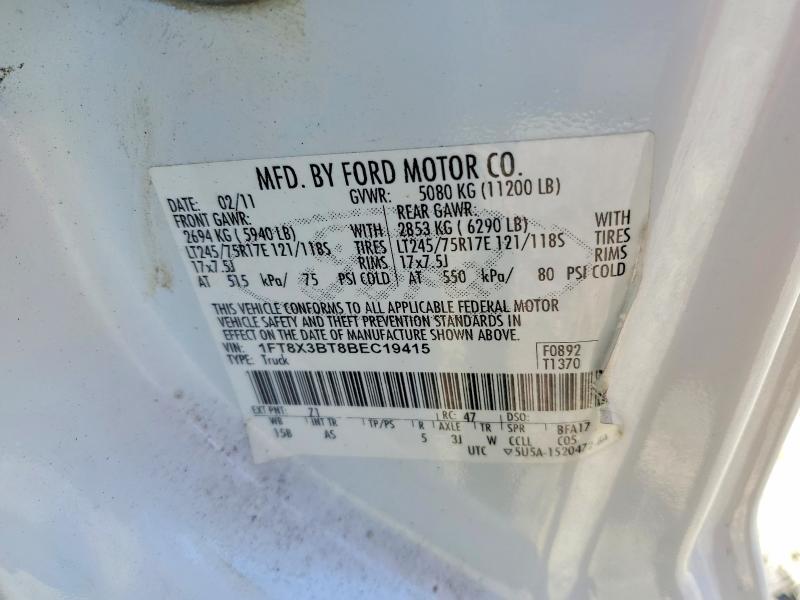 MFD. BY FORD MOTOR CO.
DATE: 02/11 GVWR: 5080 KG (11200 LB)
FRONT GAWR: REAR GAWR: WITH
2694 KG ( 5940 LB) WITH 2853 KG ( 6290 LB) TIRES
LT245/75R17E 121/118S TIRES LT245/75R17E 121/118S RIMS
17x7.5J RIMS 17x7.5J
AT 515 kPa/ 75 PSI COLD AT 550 kPa/ 80 PSI COLD
THIS VEHICLE CONFORMS TO ALL APPLICABLE FEDERAL MOTOR
VEHICLE SAFETY AND THEFT PREVENTION STANDARDS IN
EFFECT ON THE DATE OF MANUFACTURE SHOWN ABOVE.
VIN: 1FT8X3BT8BEC19415 F0892
TYPE: Truck T1370
EXT PNT: Z1 RC: 47 DSO:
WB INT TR TP/PS R AXLE TR SPR BFA17
158 AS 5 3J W CCLL C05
UTC